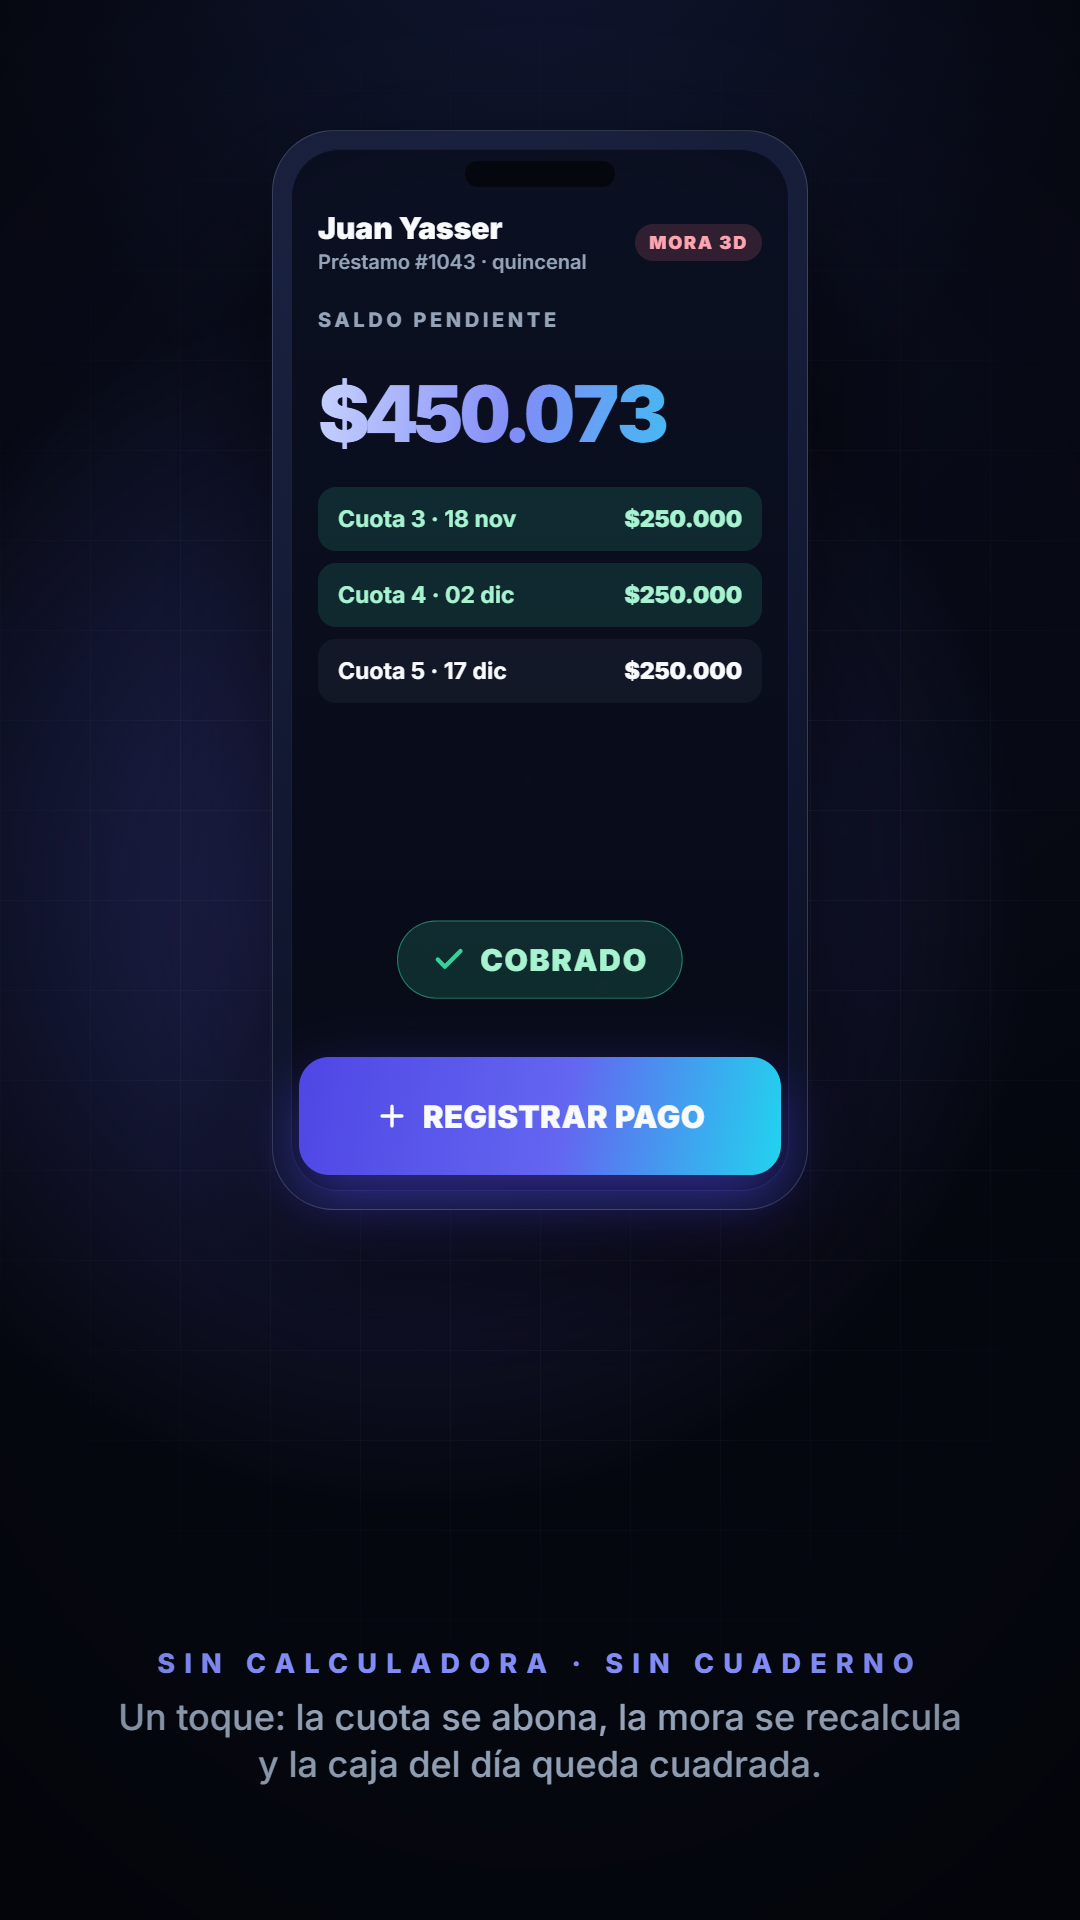 Juan Yasser
MORA 3D
Préstamo #1043 · quincenal
SALDO PENDIENTE
$450.073
Cuota 3 · 18 nov $250.000
Cuota 4 · 02 dic $250.000
Cuota 5 · 17 dic $250.000
COBRADO
+ REGISTRAR PAGO
SIN CALCULADORA · SIN CUADERNO
Un toque: la cuota se abona, la mora se recalcula
y la caja del día queda cuadrada.